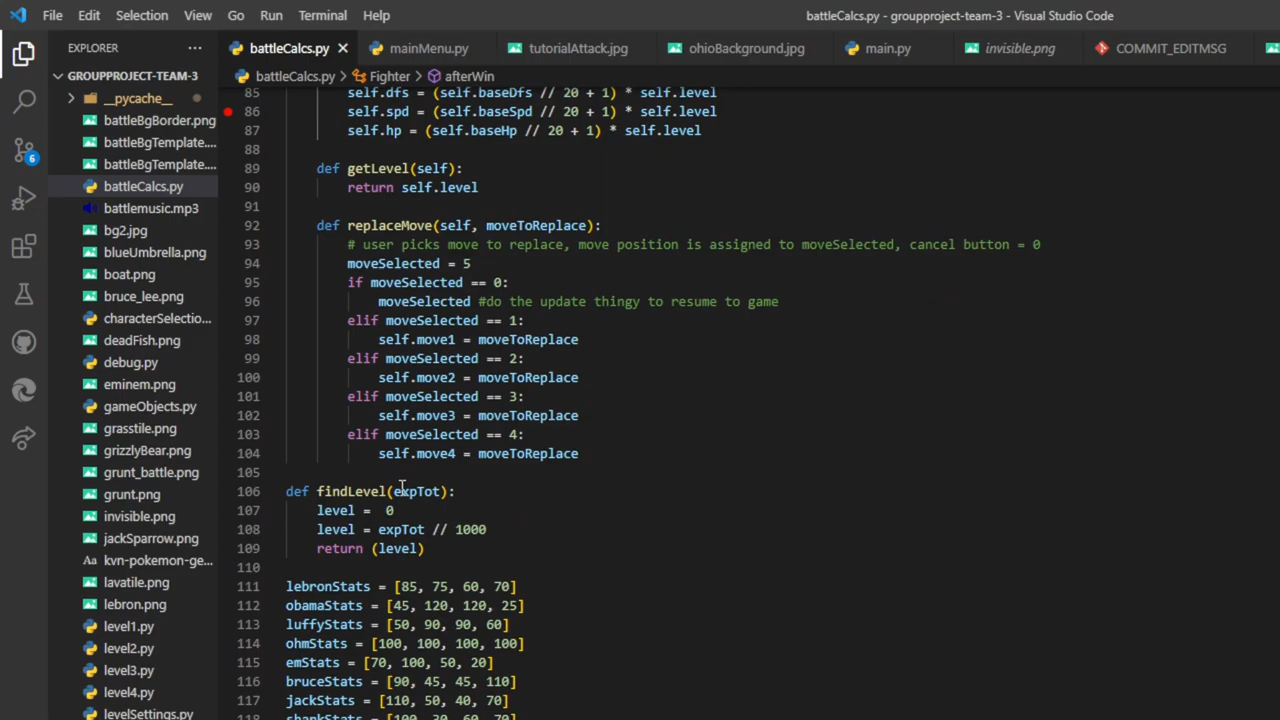 File Edit Selection View Go Run Terminal Help battleCalcs.py - groupproject-team-3 - Visual Studio Code
EXPLORER ··· battleCalcs.py × mainMenu.py tutorialAttack.jpg ohioBackground.jpg main.py invisible.png COMMIT_EDITMSG
GROUPPROJECT-TEAM-3
battleCalcs.py > Fighter > afterWin
__pycache__
battleBgBorder.png
battleBgTemplate....
battleBgTemplate....
battleCalcs.py
battlemusic.mp3
bg2.jpg
blueUmbrella.png
boat.png
bruce_lee.png
characterSelectio...
deadFish.png
debug.py
eminem.png
gameObjects.py
grasstile.png
grizzlyBear.png
grunt_battle.png
grunt.png
invisible.png
jackSparrow.png
Aa kvn-pokemon-ge...
lavatile.png
lebron.png
level1.py
level2.py
level3.py
level4.py
levelSettings.py
6
85 self.dfs = (self.baseDfs // 20 + 1) * self.level
86 self.spd = (self.baseSpd // 20 + 1) * self.level
87 self.hp = (self.baseHp // 20 + 1) * self.level
88
89 def getLevel(self):
90 return self.level
91
92 def replaceMove(self, moveToReplace):
93 # user picks move to replace, move position is assigned to moveSelected, cancel button = 0
94 moveSelected = 5
95 if moveSelected == 0:
96 moveSelected #do the update thingy to resume to game
97 elif moveSelected == 1:
98 self.move1 = moveToReplace
99 elif moveSelected == 2:
100 self.move2 = moveToReplace
101 elif moveSelected == 3:
102 self.move3 = moveToReplace
103 elif moveSelected == 4:
104 self.move4 = moveToReplace
105
106 def findLevel(expTot):
107 level = 0
108 level = expTot // 1000
109 return (level)
110
111 lebronStats = [85, 75, 60, 70]
112 obamaStats = [45, 120, 120, 25]
113 luffyStats = [50, 90, 90, 60]
114 ohmStats = [100, 100, 100, 100]
115 emStats = [70, 100, 50, 20]
116 bruceStats = [90, 45, 45, 110]
117 jackStats = [110, 50, 40, 70]
118 sharkStats = [100, 30, 60, 70]